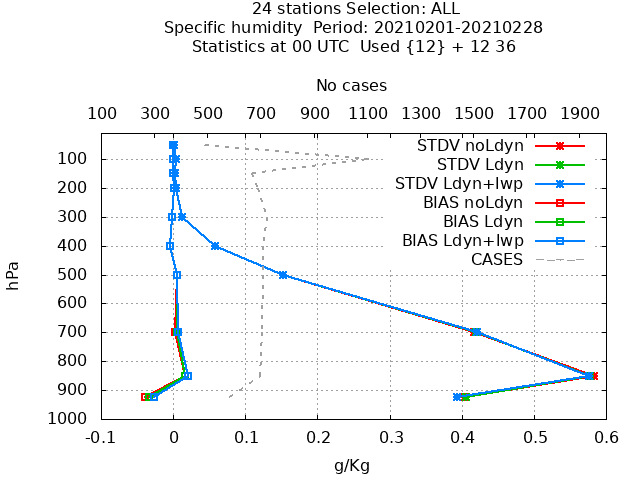 24 stations Selection: ALL
Specific humidity  Period: 20210201-20210228
Statistics at 00 UTC  Used {12} + 12 36
No cases
100 300 500 700 900 1100 1300 1500 1700 1900
STDV noLdyn
STDV Ldyn
STDV Ldyn+lwp
BIAS noLdyn
BIAS Ldyn
BIAS Ldyn+lwp
CASES
hPa
100
200
300
400
500
600
700
800
900
1000
-0.1 0 0.1 0.2 0.3 0.4 0.5 0.6
g/Kg